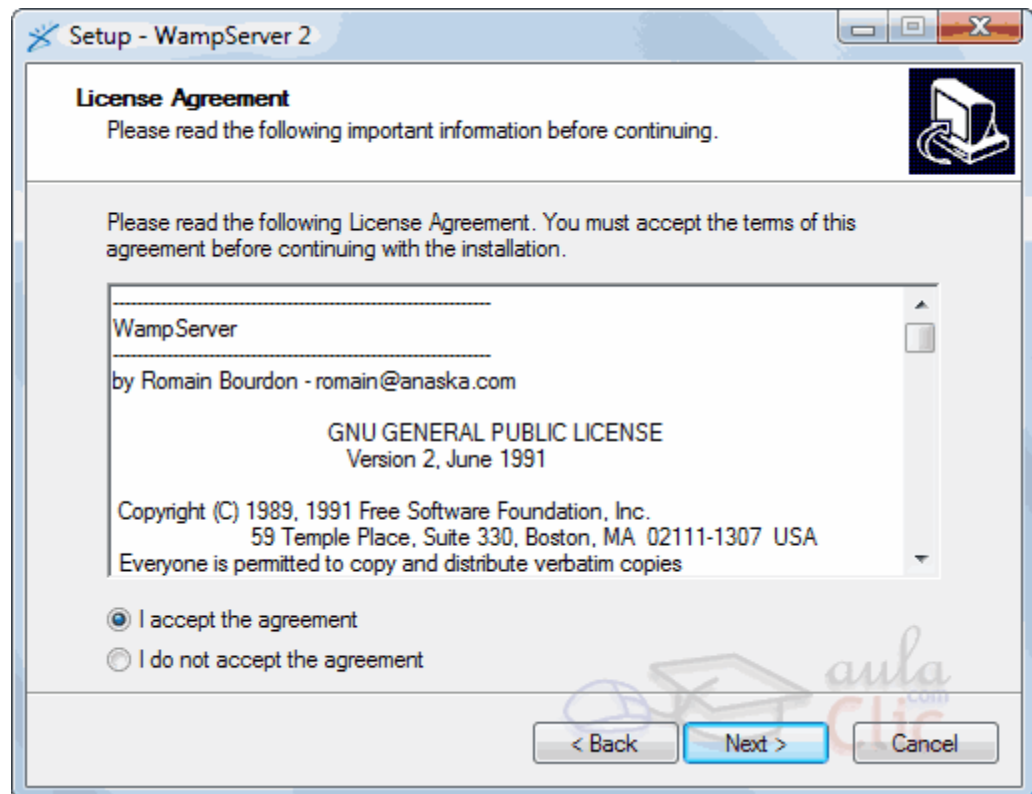 Setup - WampServer 2
License Agreement
Please read the following important information before continuing.
Please read the following License Agreement. You must accept the terms of this
agreement before continuing with the installation.
WampServer
by Romain Bourdon - romain@anaska.com
GNU GENERAL PUBLIC LICENSE
Version 2, June 1991
Copyright (C) 1989, 1991 Free Software Foundation, Inc.
59 Temple Place, Suite 330, Boston, MA 02111-1307 USA
Everyone is permitted to copy and distribute verbatim copies
I accept the agreement
I do not accept the agreement
aula
.com
Clic
< Back Next > Cancel